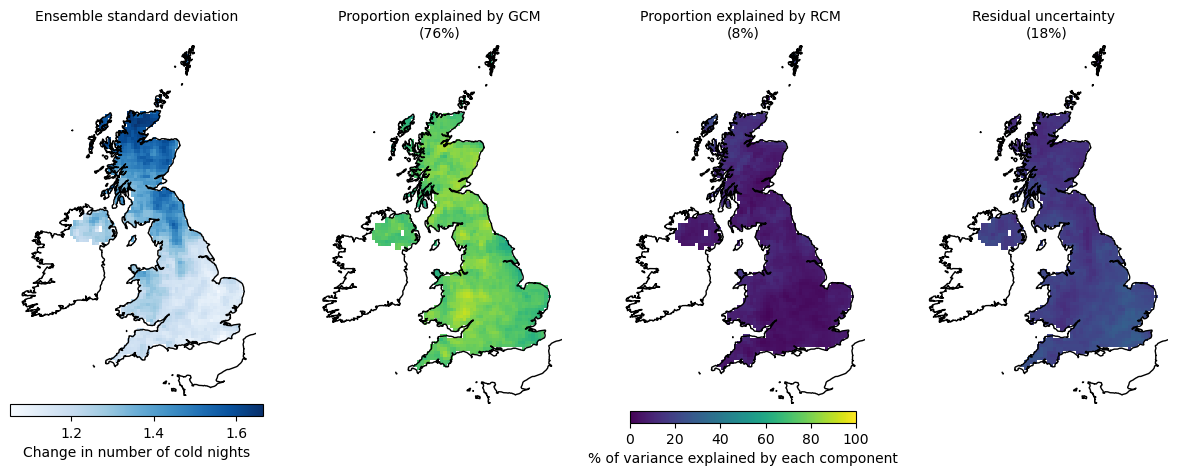 Ensemble standard deviation
Proportion explained by GCM
(76%)
Proportion explained by RCM
(8%)
Residual uncertainty
(18%)
1.2 1.4 1.6
Change in number of cold nights
0 20 40 60 80 100
% of variance explained by each component